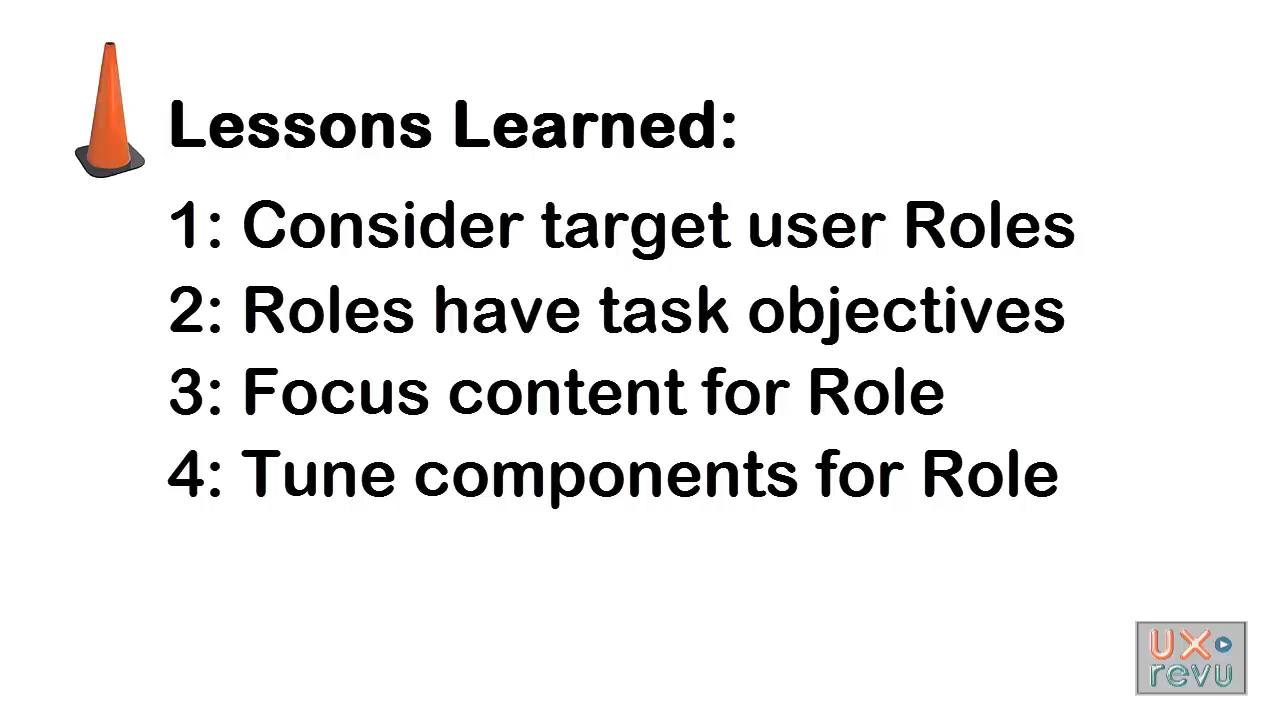 Lessons Learned:
1: Consider target user Roles
2: Roles have task objectives
3: Focus content for Role
4: Tune components for Role
UX
revu